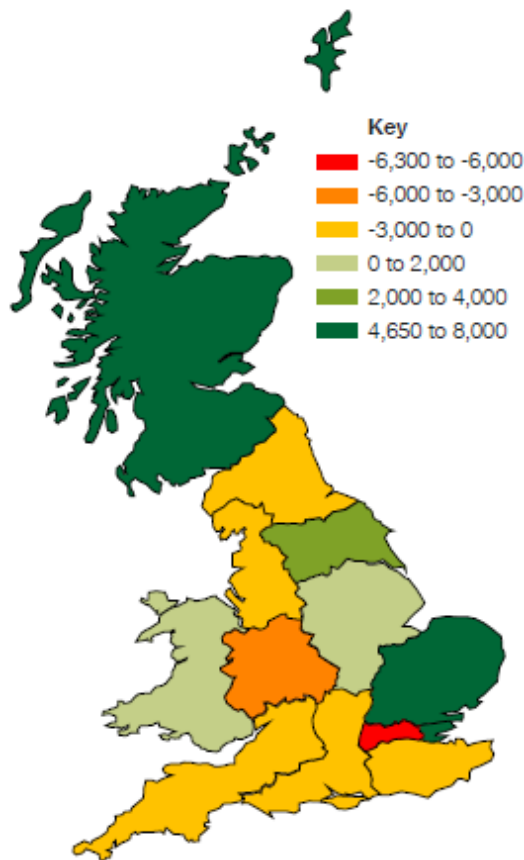 Key
-6,300 to -6,000
-6,000 to -3,000
-3,000 to 0
0 to 2,000
2,000 to 4,000
4,650 to 8,000